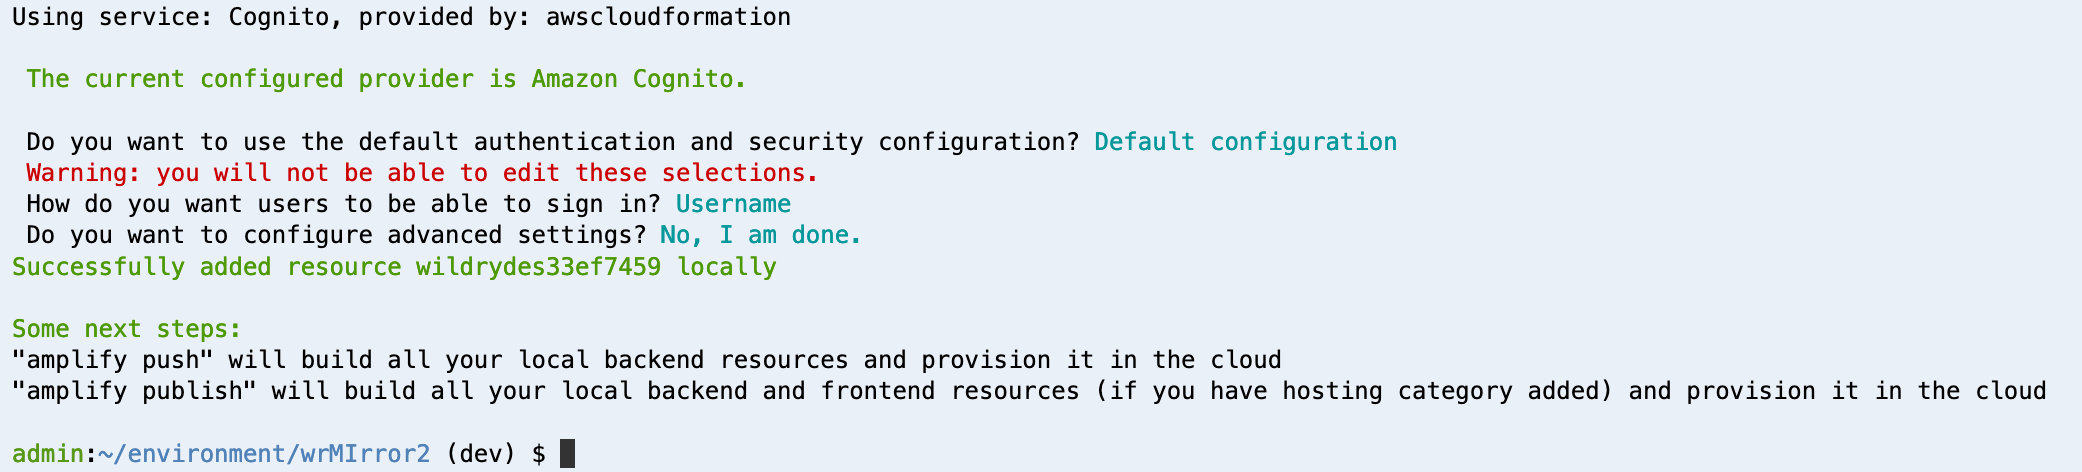 Using service: Cognito, provided by: awscloudformation
The current configured provider is Amazon Cognito.
Do you want to use the default authentication and security configuration? Default configuration
Warning: you will not be able to edit these selections.
How do you want users to be able to sign in? Username
Do you want to configure advanced settings? No, I am done.
Successfully added resource wildrydes33ef7459 locally
Some next steps:
"amplify push" will build all your local backend resources and provision it in the cloud
"amplify publish" will build all your local backend and frontend resources (if you have hosting category added) and provision it in the cloud
admin:~/environment/wrMIrror2 (dev) $